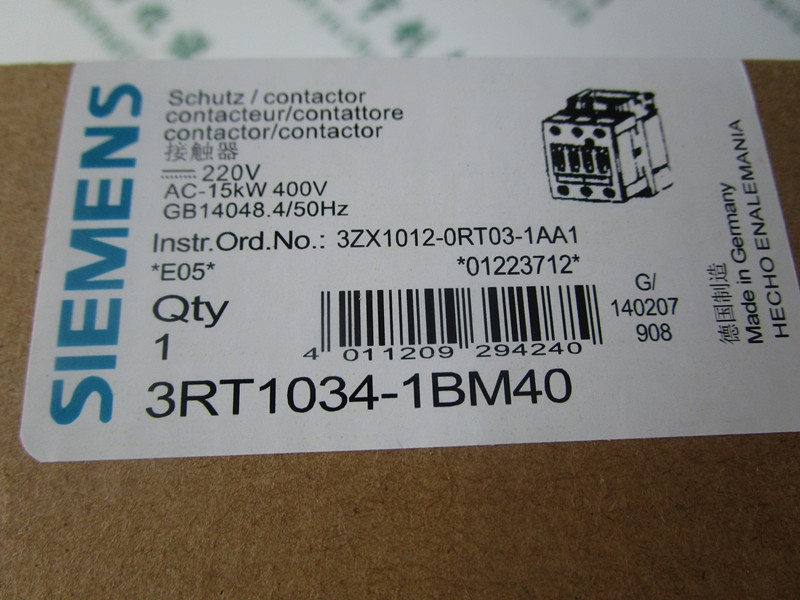 SIEMENS
Schutz / contactor
contacteur/contattore
contactor/contactor
接触器
220V
AC-15kW 400V
GB14048.4/50Hz
Instr.Ord.No.: 3ZX1012-0RT03-1AA1
*E05* *01223712*
Qty
1
4 011209 294240
G/
140207
908
3RT1034-1BM40
德国制造
Made in Germany
HECHO ENALEMANIA